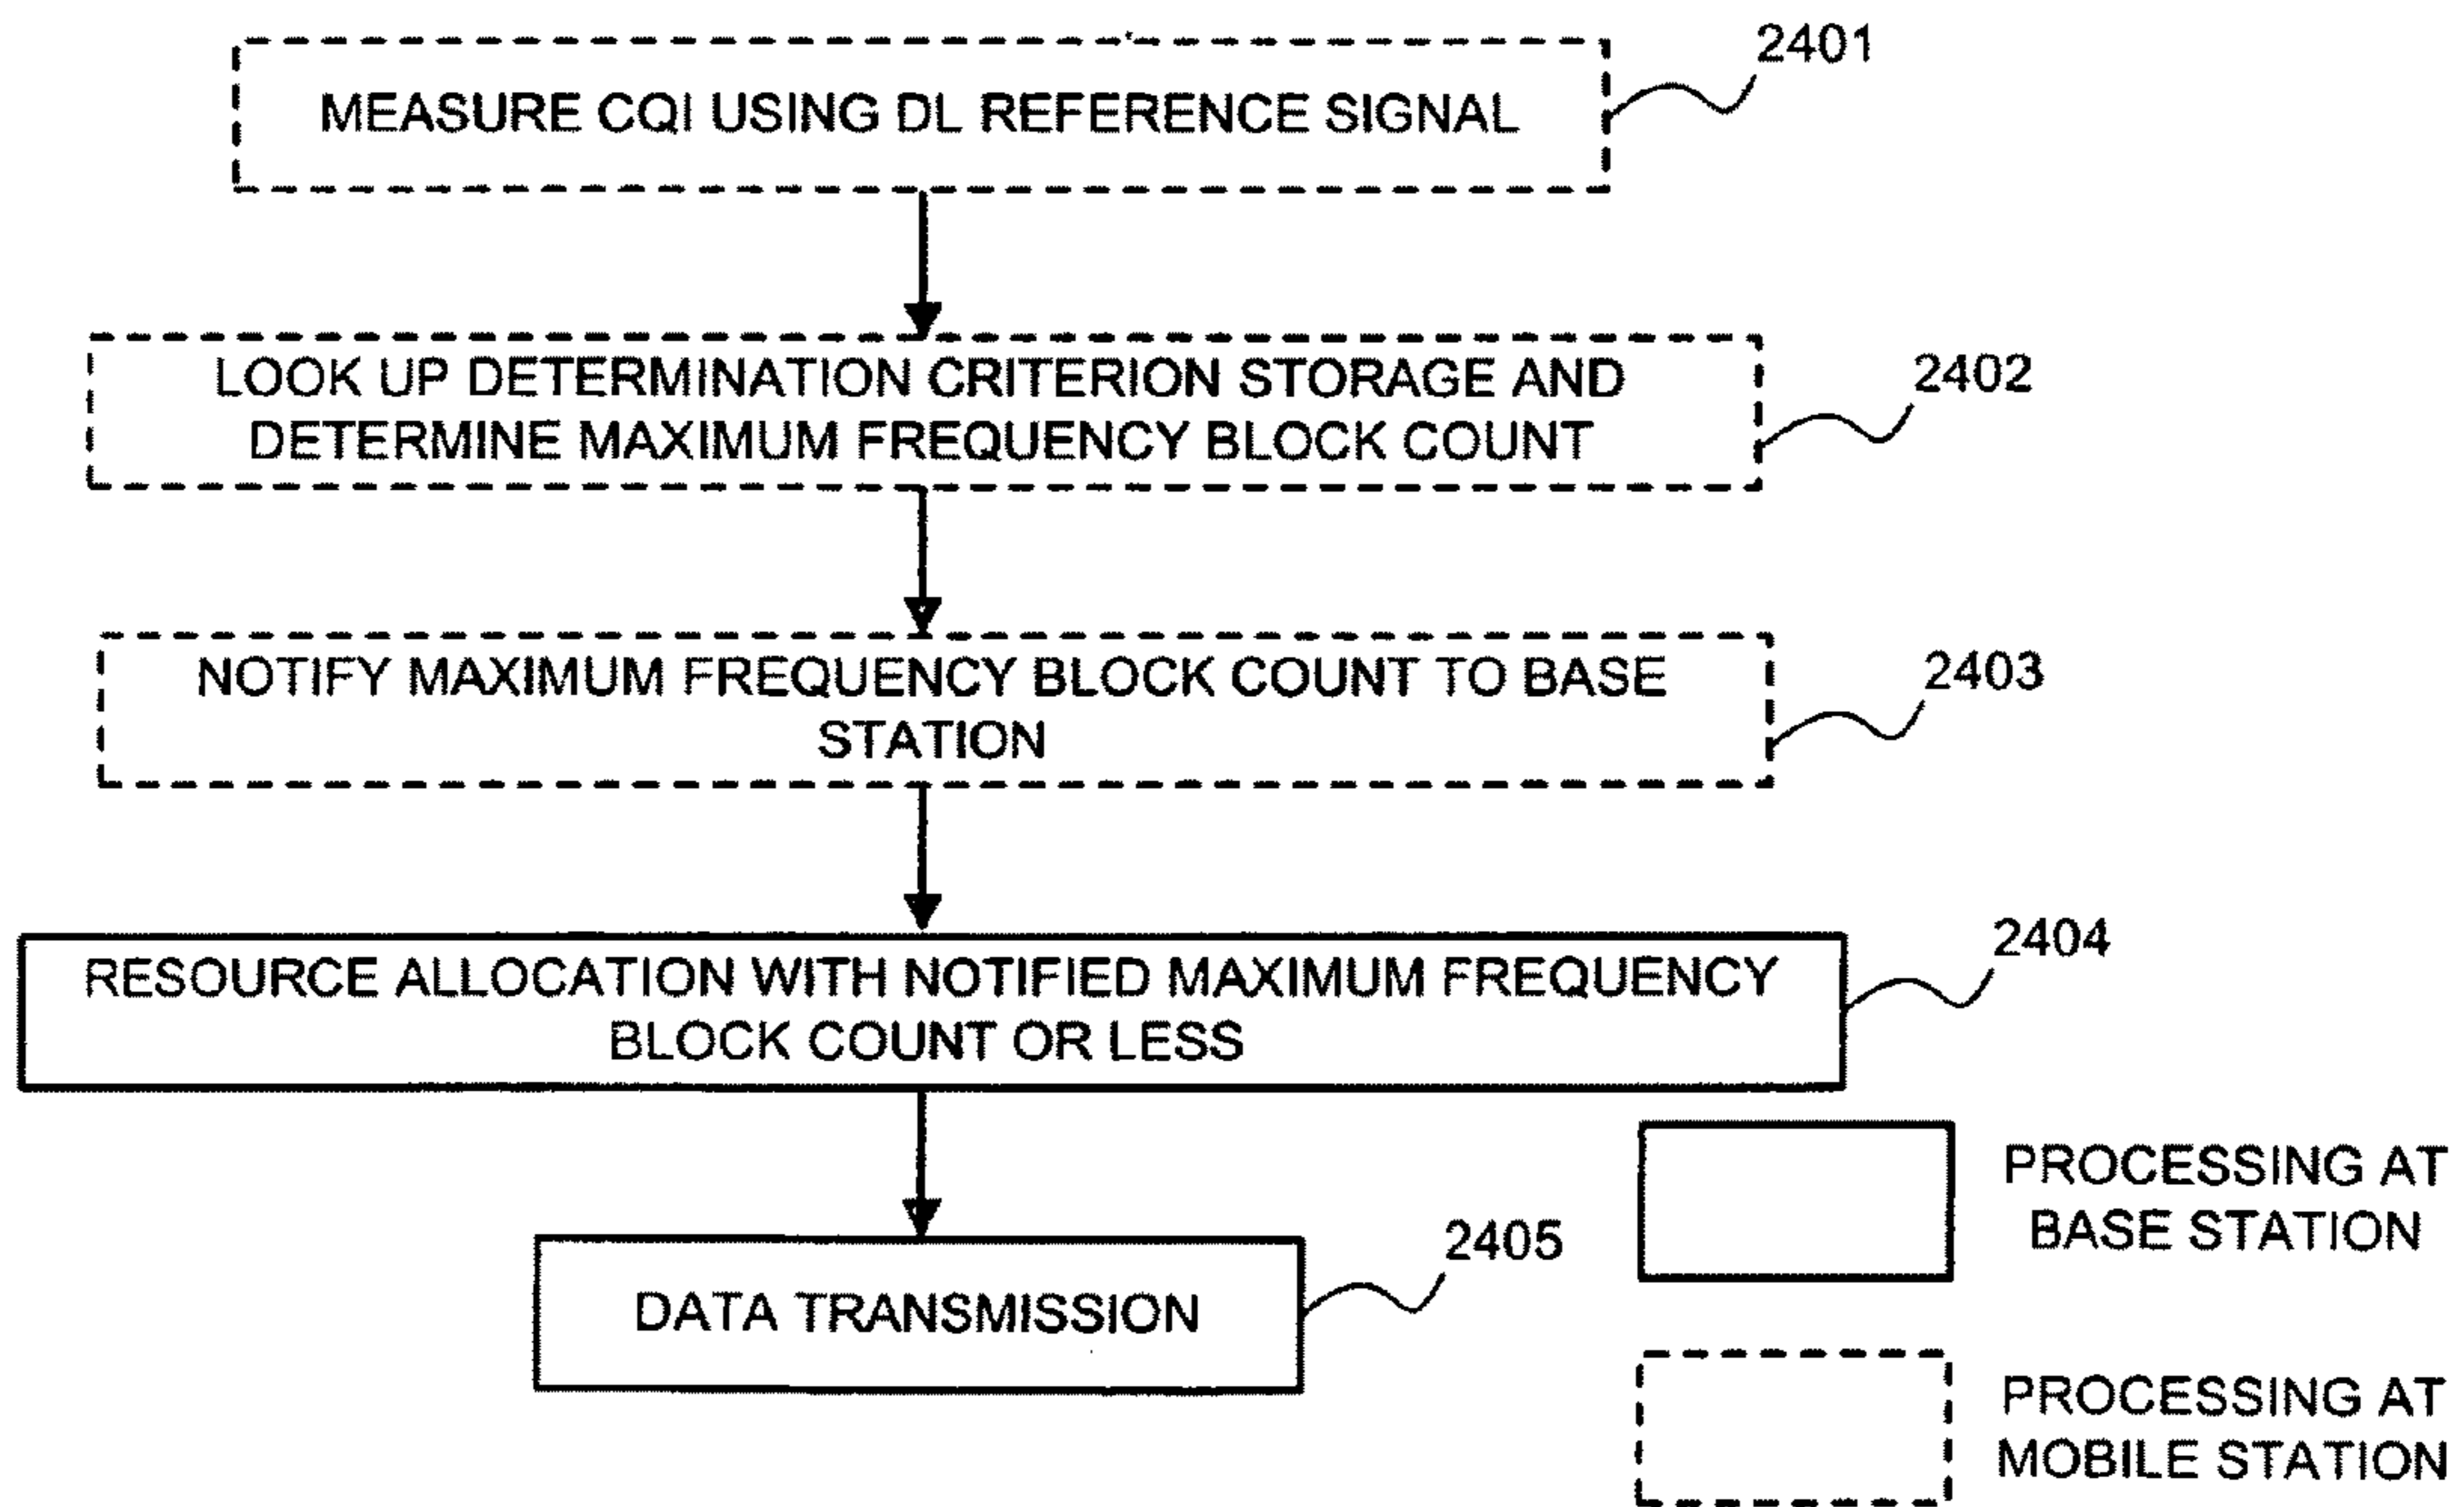 2401
MEASURE CQI USING DL REFERENCE SIGNAL
2402
LOOK UP DETERMINATION CRITERION STORAGE AND
DETERMINE MAXIMUM FREQUENCY BLOCK COUNT
2403
NOTIFY MAXIMUM FREQUENCY BLOCK COUNT TO BASE
STATION
2404
RESOURCE ALLOCATION WITH NOTIFIED MAXIMUM FREQUENCY
BLOCK COUNT OR LESS
2405
DATA TRANSMISSION
PROCESSING AT
BASE STATION
PROCESSING AT
MOBILE STATION